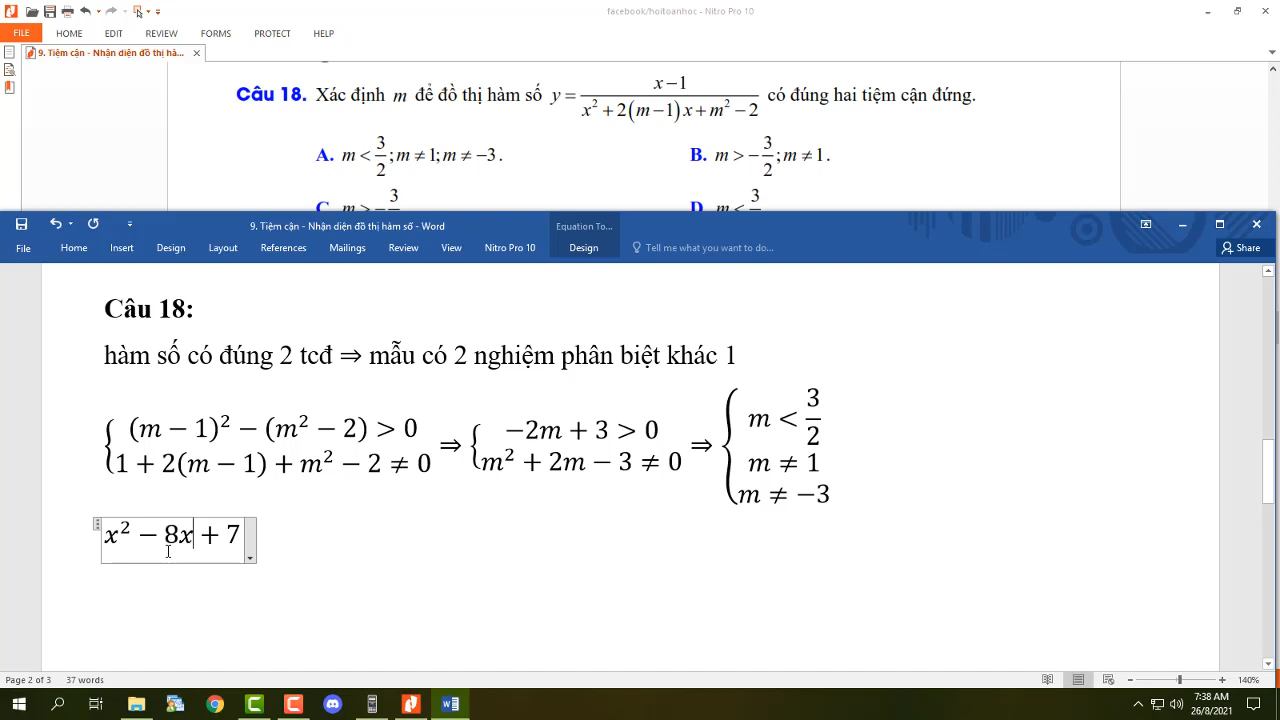 facebook/hoitoanhoc - Nitro Pro 10
FILE HOME EDIT REVIEW FORMS PROTECT HELP
9. Tiệm cận - Nhận diện đồ thị hà...
Câu 18. Xác định m để đồ thị hàm số y = (x − 1)/(x² + 2(m − 1)x + m² − 2) có đúng hai tiệm cận đứng.
A. m < 3/2; m ≠ 1; m ≠ −3. B. m > −3/2; m ≠ 1.
9. Tiệm cận - Nhận diện đồ thị hàm số - Word Equation To...
File Home Insert Design Layout References Mailings Review View Nitro Pro 10 Design Tell me what you want to do... Share
Câu 18:
hàm số có đúng 2 tcđ ⇒ mẫu có 2 nghiệm phân biệt khác 1
{(m − 1)² − (m² − 2) > 0 ⇒ {−2m + 3 > 0 ⇒ {m < 3/2
1 + 2(m − 1) + m² − 2 ≠ 0 m² + 2m − 3 ≠ 0 m ≠ 1
m ≠ −3
x² − 8x + 7
Page 2 of 3 37 words 140%
7:38 AM
26/8/2021